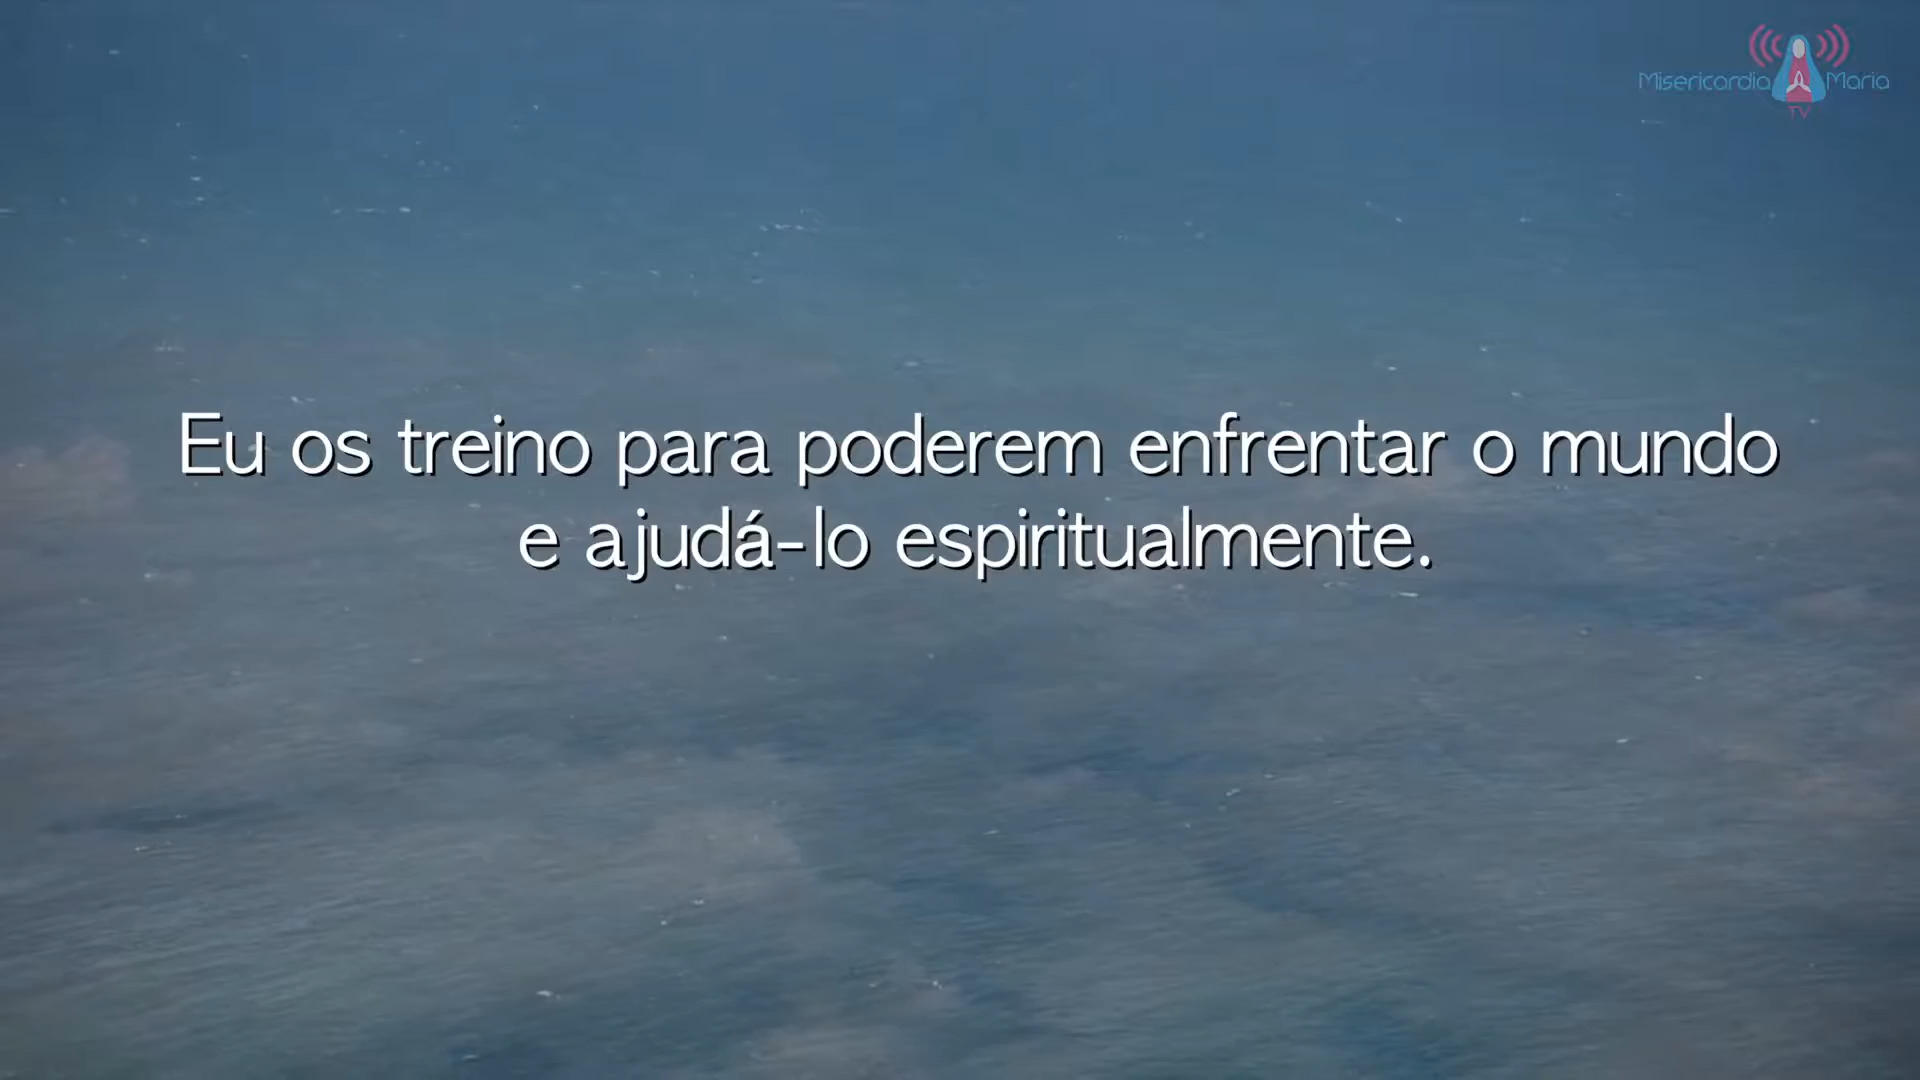 Misericordia Maria
TV
Eu os treino para poderem enfrentar o mundo
e ajudá-lo espiritualmente.